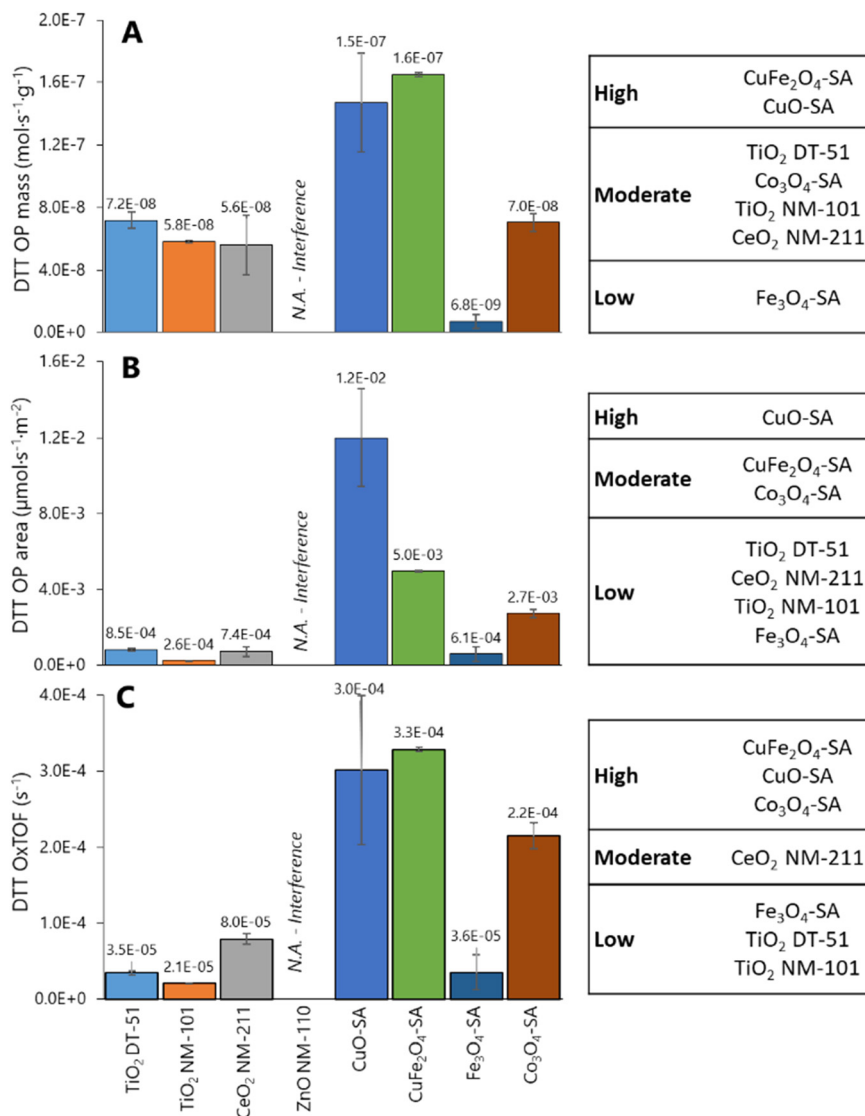 A
DTT OP mass (mol·s⁻¹·g⁻¹)
2.0E-7
1.6E-7
1.2E-7
8.0E-8
4.0E-8
0.0E+0
7.2E-08
5.8E-08
5.6E-08
N.A. - Interference
1.5E-07
1.6E-07
6.8E-09
7.0E-08
High
CuFe₂O₄-SA
CuO-SA
Moderate
TiO₂ DT-51
Co₃O₄-SA
TiO₂ NM-101
CeO₂ NM-211
Low
Fe₃O₄-SA
B
DTT OP area (µmol·s⁻¹·m⁻²)
1.6E-2
1.2E-2
8.0E-3
4.0E-3
0.0E+0
8.5E-04
2.6E-04
7.4E-04
N.A. - Interference
1.2E-02
5.0E-03
6.1E-04
2.7E-03
High
CuO-SA
Moderate
CuFe₂O₄-SA
Co₃O₄-SA
Low
TiO₂ DT-51
CeO₂ NM-211
TiO₂ NM-101
Fe₃O₄-SA
C
DTT OxTOF (s⁻¹)
4.0E-4
3.0E-4
2.0E-4
1.0E-4
0.0E+0
3.5E-05
2.1E-05
8.0E-05
N.A. - Interference
3.0E-04
3.3E-04
3.6E-05
2.2E-04
High
CuFe₂O₄-SA
CuO-SA
Co₃O₄-SA
Moderate
CeO₂ NM-211
Low
Fe₃O₄-SA
TiO₂ DT-51
TiO₂ NM-101
TiO₂ DT-51
TiO₂ NM-101
CeO₂ NM-211
ZnO NM-110
CuO-SA
CuFe₂O₄-SA
Fe₃O₄-SA
Co₃O₄-SA